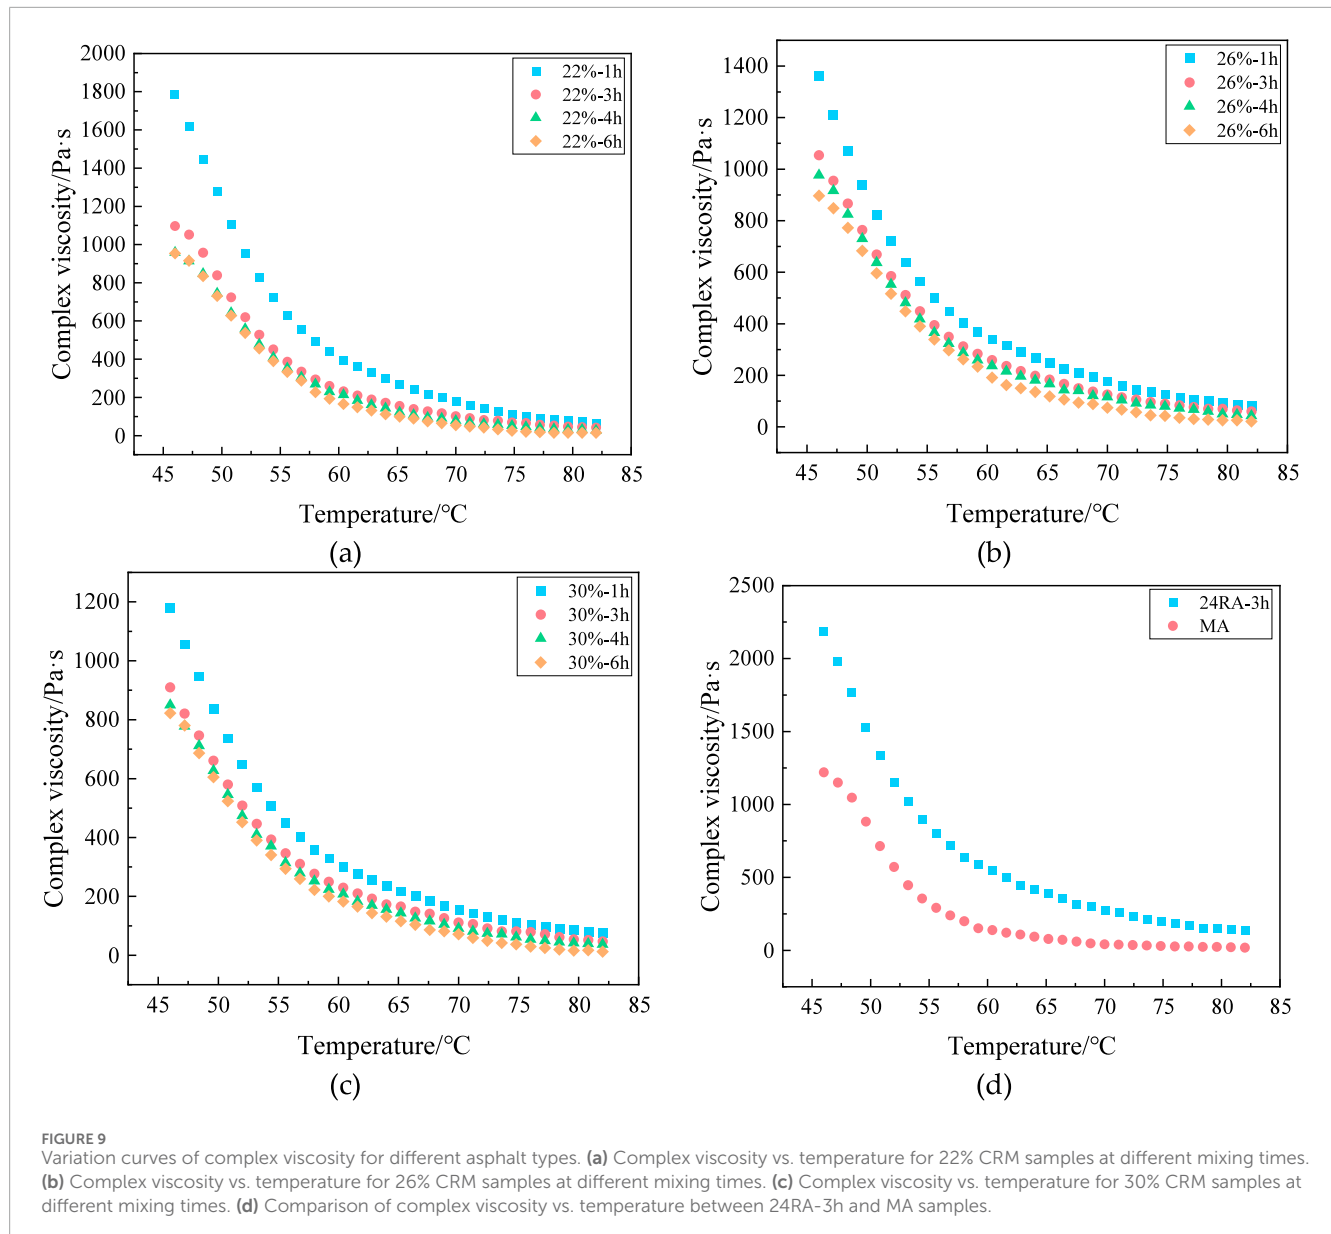 2000
1800
1600
1400
1200
1000
800
600
400
200
0
Complex viscosity/Pa·s
22%-1h
22%-3h
22%-4h
22%-6h
45 50 55 60 65 70 75 80 85
Temperature/°C
(a)
1400
1200
1000
800
600
400
200
0
Complex viscosity/Pa·s
26%-1h
26%-3h
26%-4h
26%-6h
45 50 55 60 65 70 75 80 85
Temperature/°C
(b)
1200
1000
800
600
400
200
0
Complex viscosity/Pa·s
30%-1h
30%-3h
30%-4h
30%-6h
45 50 55 60 65 70 75 80 85
Temperature/°C
(c)
2500
2000
1500
1000
500
0
Complex viscosity/Pa·s
24RA-3h
MA
45 50 55 60 65 70 75 80 85
Temperature/°C
(d)
FIGURE 9
Variation curves of complex viscosity for different asphalt types. (a) Complex viscosity vs. temperature for 22% CRM samples at different mixing times.
(b) Complex viscosity vs. temperature for 26% CRM samples at different mixing times. (c) Complex viscosity vs. temperature for 30% CRM samples at
different mixing times. (d) Comparison of complex viscosity vs. temperature between 24RA-3h and MA samples.